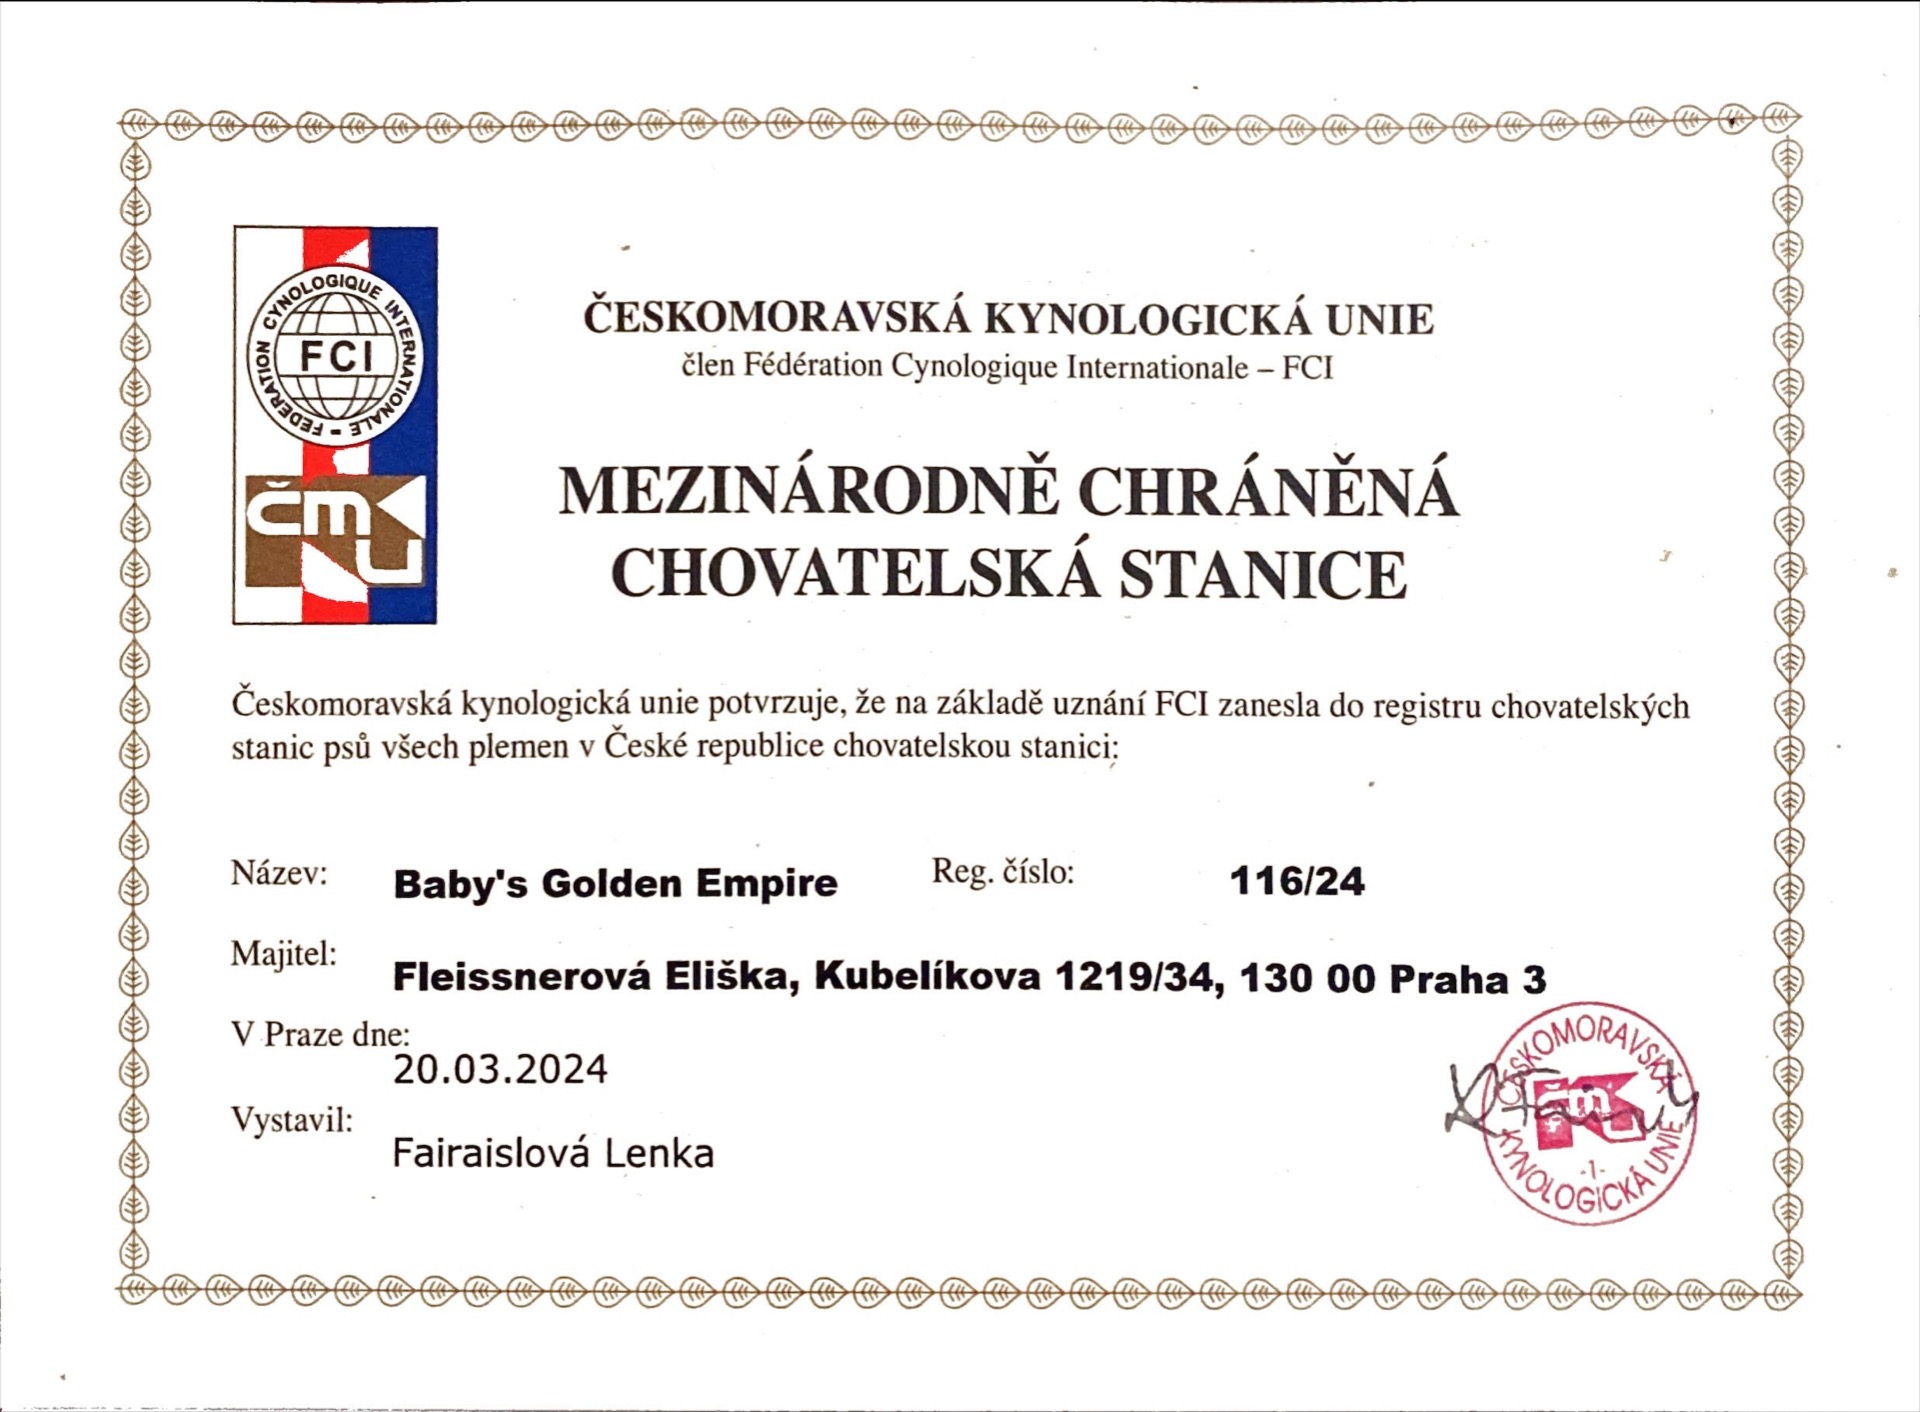 FEDERATION CYNOLOGIQUE INTERNATIONALE –
FCI
čmKU
ČESKOMORAVSKÁ KYNOLOGICKÁ UNIE
člen Fédération Cynologique Internationale – FCI
MEZINÁRODNĚ CHRÁNĚNÁ
CHOVATELSKÁ STANICE
Českomoravská kynologická unie potvrzuje, že na základě uznání FCI zanesla do registru chovatelských
stanic psů všech plemen v České republice chovatelskou stanici:
Název: Baby's Golden Empire Reg. číslo: 116/24
Majitel: Fleissnerová Eliška, Kubelíkova 1219/34, 130 00 Praha 3
V Praze dne:
20.03.2024
Vystavil:
Fairaislová Lenka
ČESKOMORAVSKÁ
KYNOLOGICKÁ UNIE
čmKU
-1-